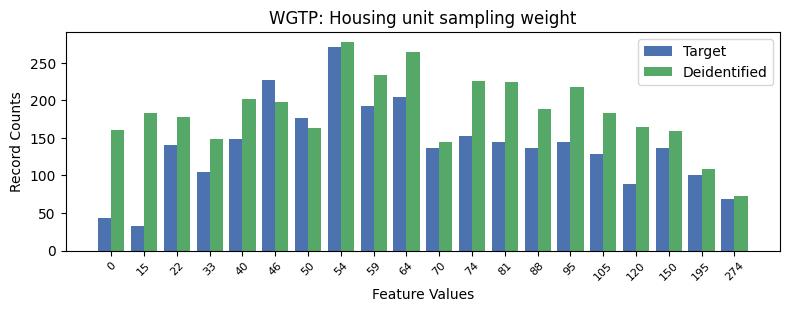 WGTP: Housing unit sampling weight
Target
Deidentified
Record Counts
250
200
150
100
50
0
0 15 22 33 40 46 50 54 59 64 70 74 81 88 95 105 120 150 195 274
Feature Values